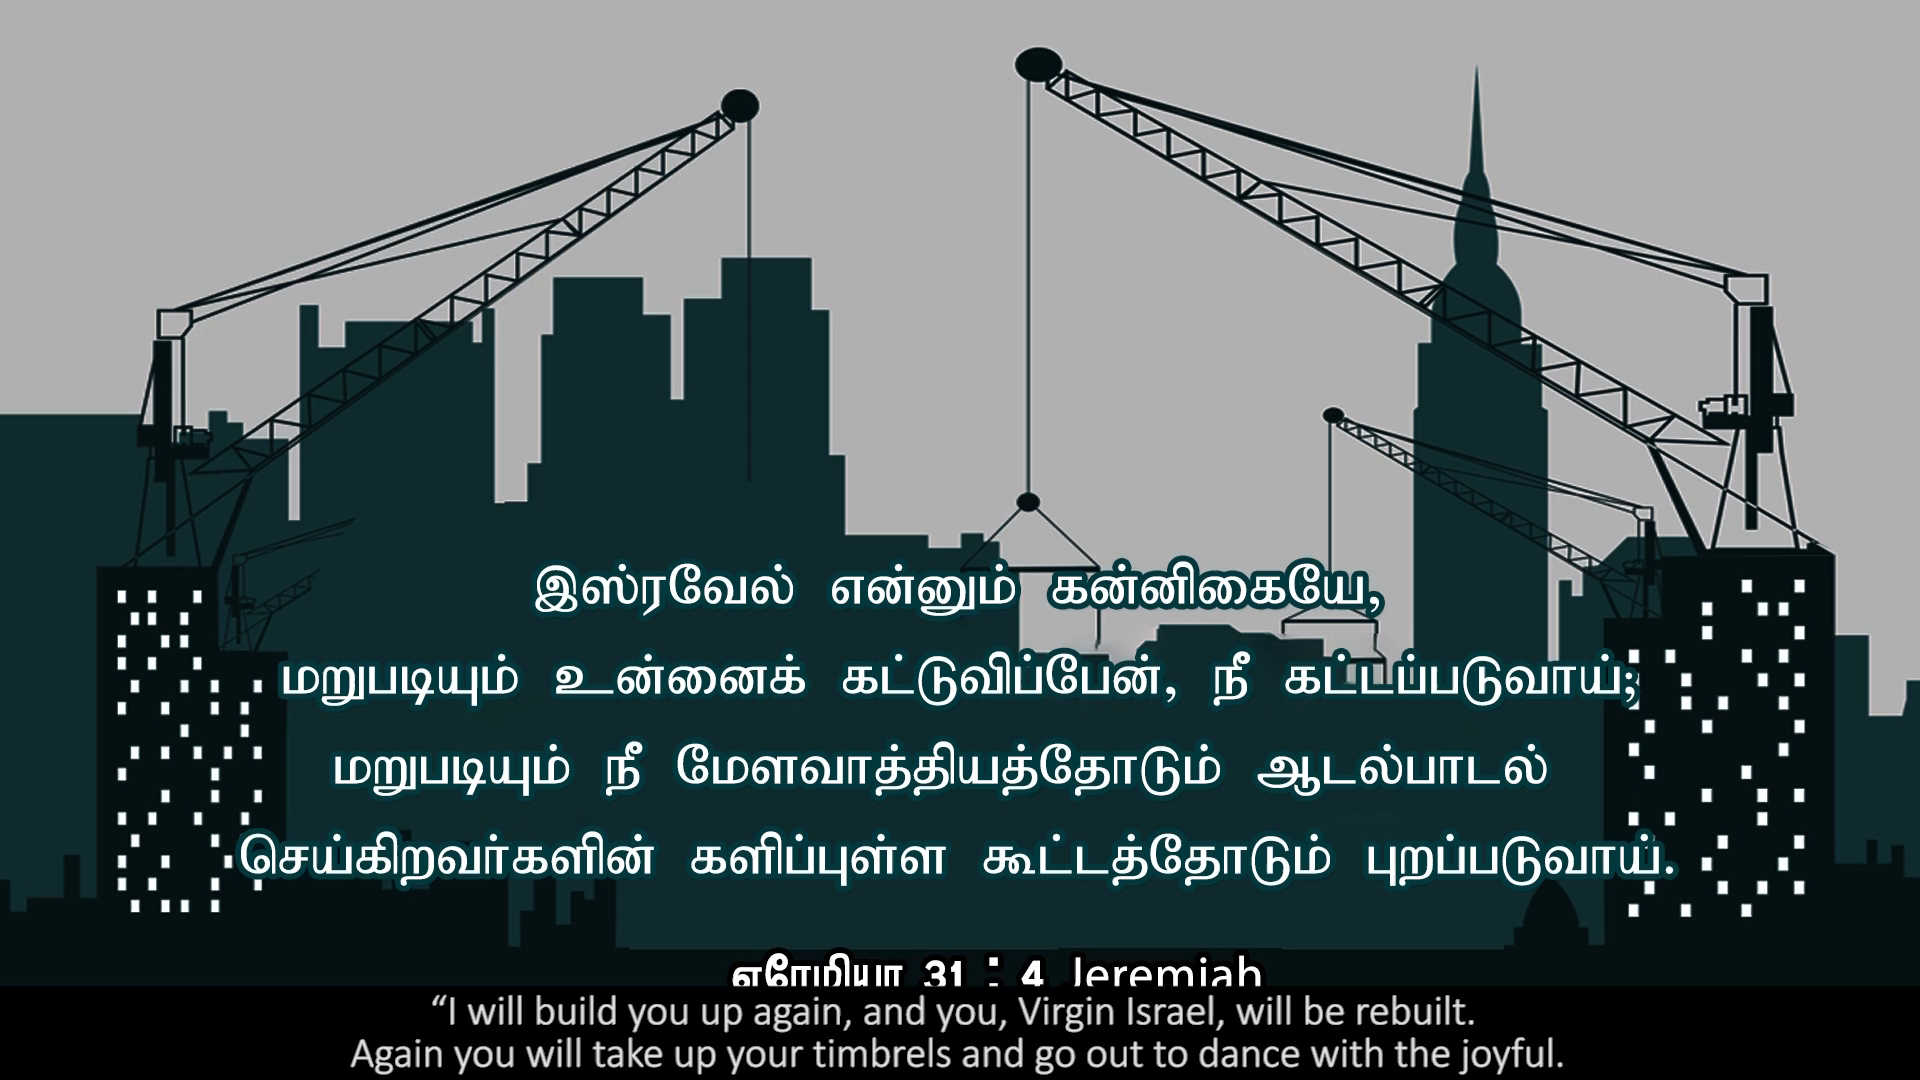 இஸ்ரவேல் என்னும் கன்னிகையே,
மறுபடியும் உன்னைக் கட்டுவிப்பேன், நீ கட்டப்படுவாய்;
மறுபடியும் நீ மேளவாத்தியத்தோடும் ஆடல்பாடல்
செய்கிறவர்களின் களிப்புள்ள கூட்டத்தோடும் புறப்படுவாய்.
எரேமியா 31 : 4 Jeremiah
“I will build you up again, and you, Virgin Israel, will be rebuilt.
Again you will take up your timbrels and go out to dance with the joyful.